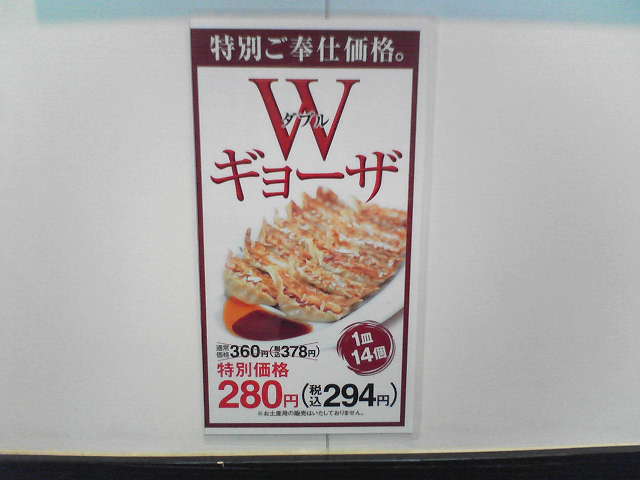 特別ご奉仕価格。
W
ダブル
ギョーザ
1皿
14個
通常価格 360円(税込378円)
特別価格
280円(税込294円)
※お土産用の販売はいたしておりません。